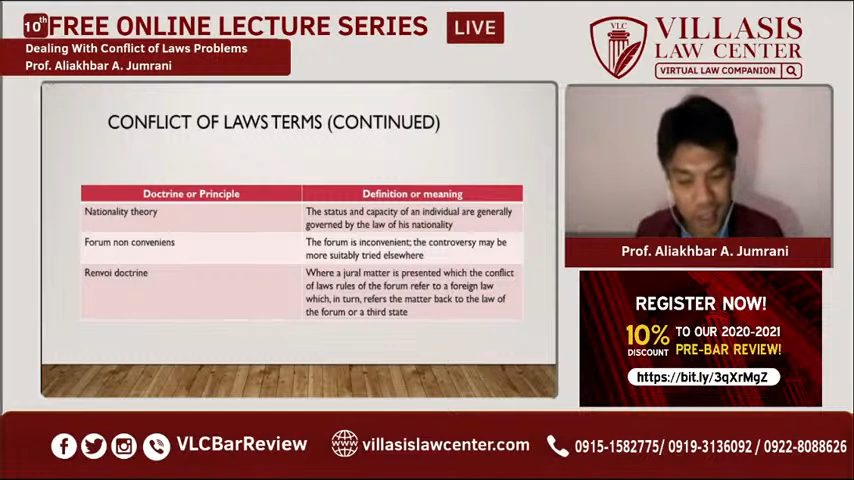 10th FREE ONLINE LECTURE SERIES
LIVE
Dealing With Conflict of Laws Problems
Prof. Aliakhbar A. Jumrani
VLC
VILLASIS
LAW CENTER
VIRTUAL LAW COMPANION
CONFLICT OF LAWS TERMS (CONTINUED)
Doctrine or Principle
Definition or meaning
Nationality theory
The status and capacity of an individual are generally
governed by the law of his nationality
Forum non conveniens
The forum is inconvenient; the controversy may be
more suitably tried elsewhere
Renvoi doctrine
Where a jural matter is presented which the conflict
of laws rules of the forum refer to a foreign law
which, in turn, refers the matter back to the law of
the forum or a third state
Prof. Aliakhbar A. Jumrani
REGISTER NOW!
10% DISCOUNT
TO OUR 2020-2021
PRE-BAR REVIEW!
https://bit.ly/3qXrMgZ
VLCBarReview
villasislawcenter.com
0915-1582775/ 0919-3136092 / 0922-8088626